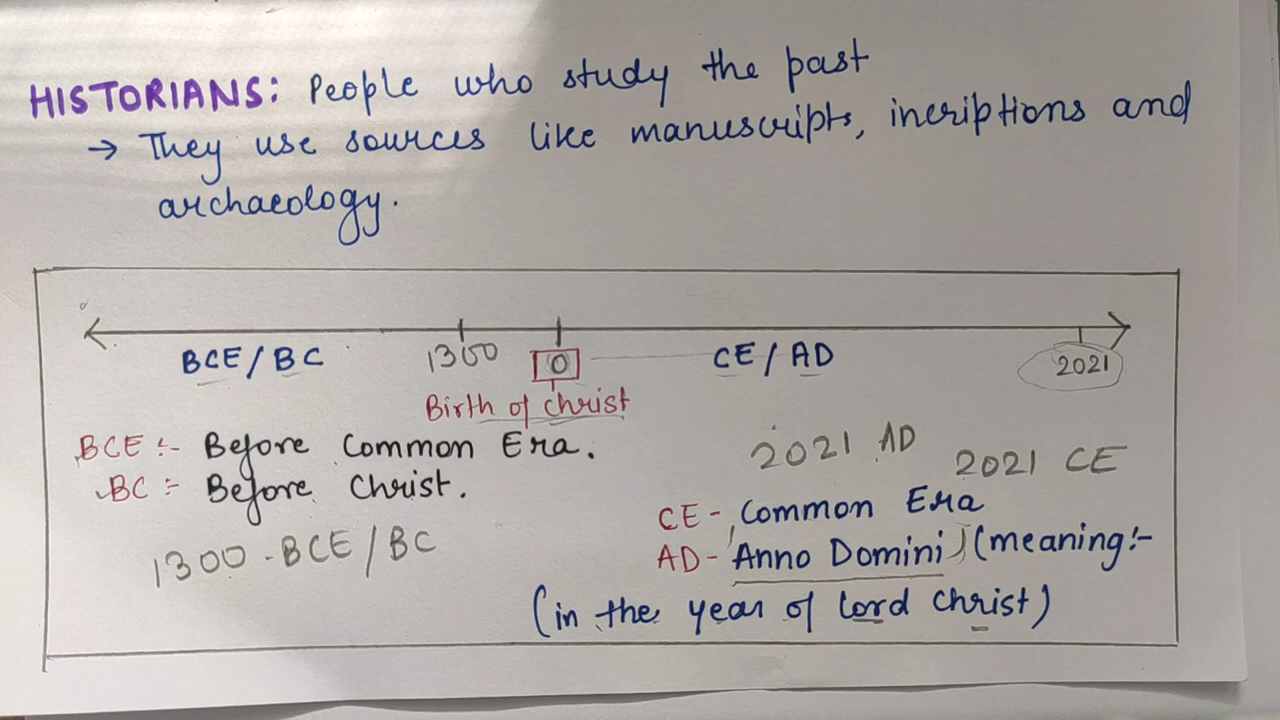 HISTORIANS: People who study the past
→ They use sources like manuscripts, incriptions and
archaeology.
BCE / BC 1300 0 CE / AD 2021
Birth of christ
BCE :- Before Common Era.
BC :- Before Christ.
1300 - BCE / BC
2021 AD 2021 CE
CE - Common Era
AD - Anno Domini (meaning :-
(in the year of lord christ)